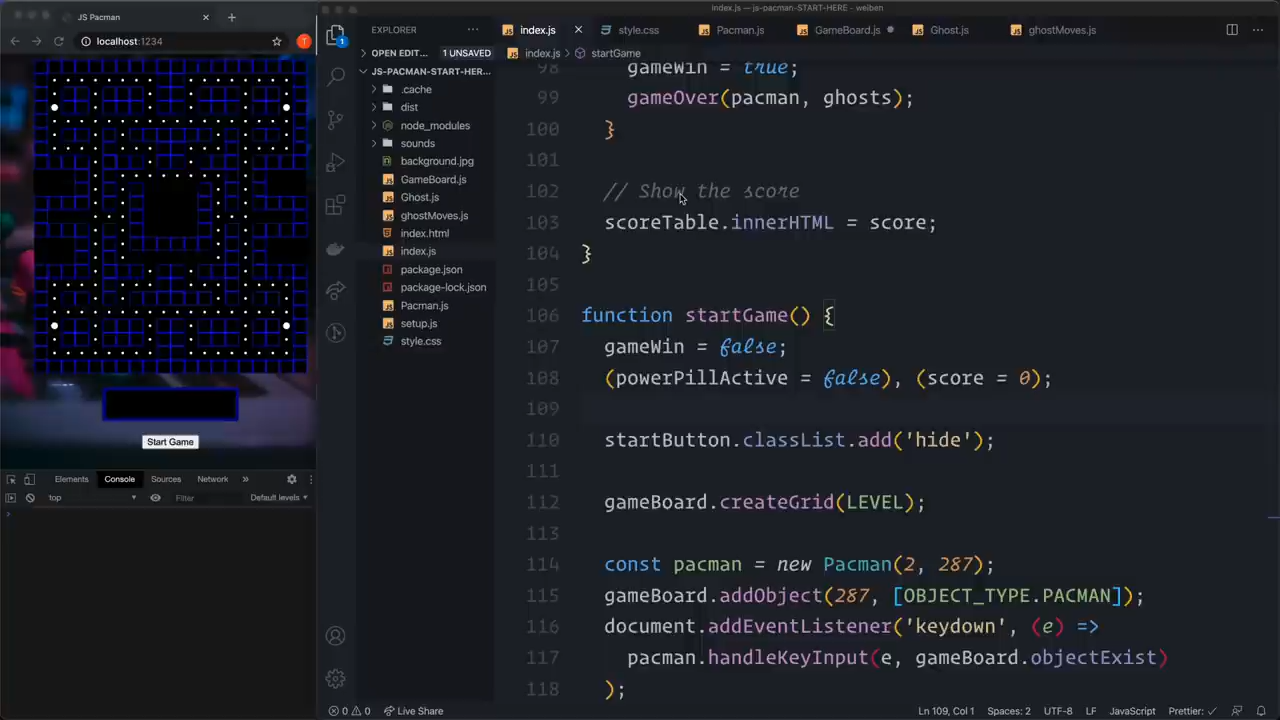 index.js — js-pacman-START-HERE - weiben
JS Pacman
localhost:1234
T
Start Game
Elements
Console
Sources
Network
»
top
Filter
Default levels
1
EXPLORER
OPEN EDIT...
1 UNSAVED
JS-PACMAN-START-HER...
.cache
dist
node_modules
sounds
background.jpg
GameBoard.js
Ghost.js
ghostMoves.js
index.html
index.js
package.json
package-lock.json
Pacman.js
setup.js
style.css
index.js
style.css
Pacman.js
GameBoard.js
Ghost.js
ghostMoves.js
index.js > startGame
98 gameWin = true;
99 gameOver(pacman, ghosts);
100 }
101
102 // Show the score
103 scoreTable.innerHTML = score;
104 }
105
106 function startGame() {
107 gameWin = false;
108 (powerPillActive = false), (score = 0);
109
110 startButton.classList.add('hide');
111
112 gameBoard.createGrid(LEVEL);
113
114 const pacman = new Pacman(2, 287);
115 gameBoard.addObject(287, [OBJECT_TYPE.PACMAN]);
116 document.addEventListener('keydown', (e) =>
117 pacman.handleKeyInput(e, gameBoard.objectExist)
118 );
0 0 Live Share
Ln 109, Col 1
Spaces: 2
UTF-8
LF
JavaScript
Prettier: ✓